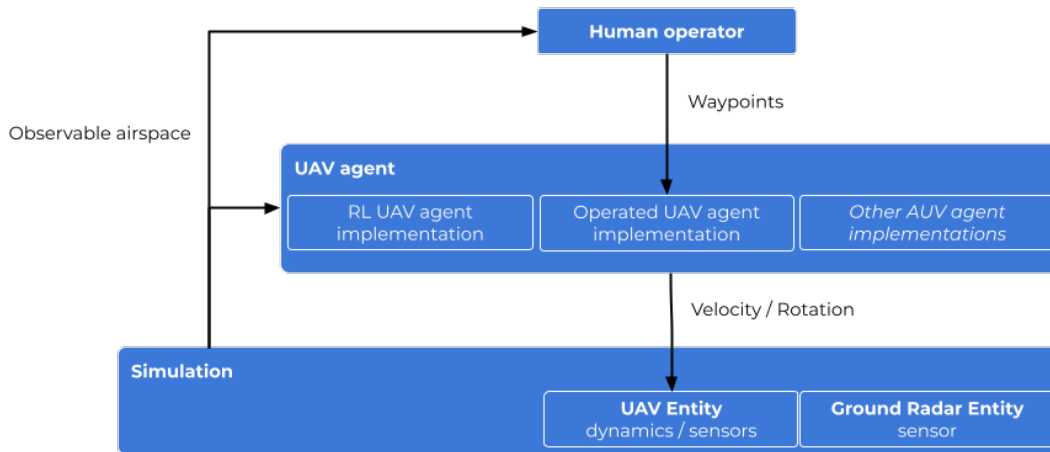 Human operator
Waypoints
Observable airspace
UAV agent
RL UAV agent
implementation
Operated UAV agent
implementation
Other AUV agent
implementations
Velocity / Rotation
Simulation
UAV Entity
dynamics / sensors
Ground Radar Entity
sensor